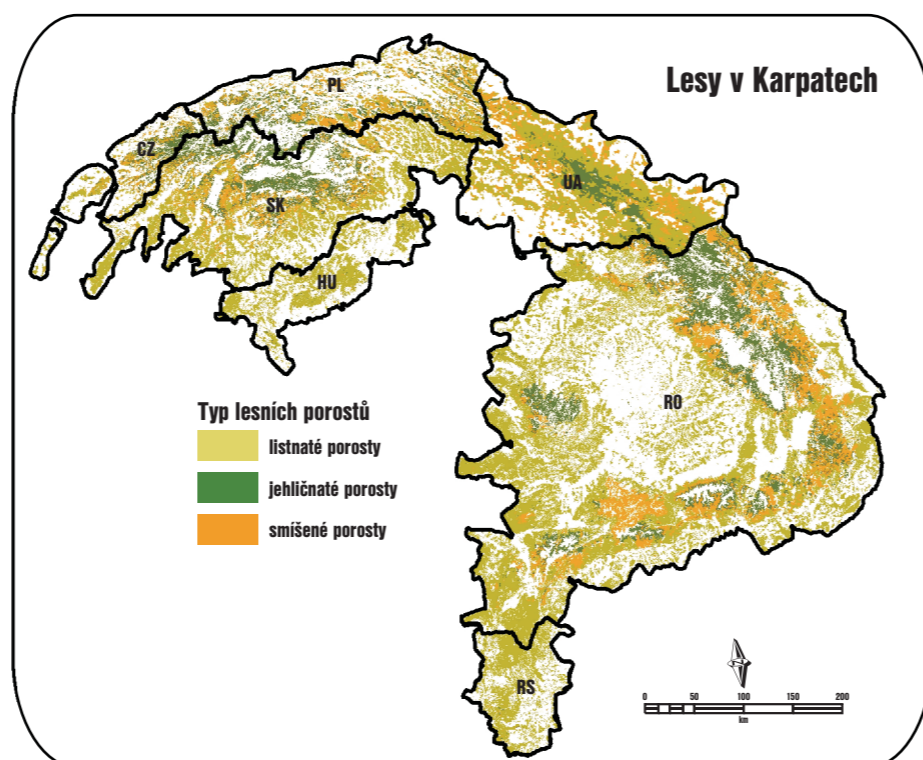 Lesy v Karpatech
PL
CZ
SK
UA
HU
RO
RS
Typ lesních porostů
listnaté porosty
jehličnaté porosty
smíšené porosty
0 50 100 150 200
km